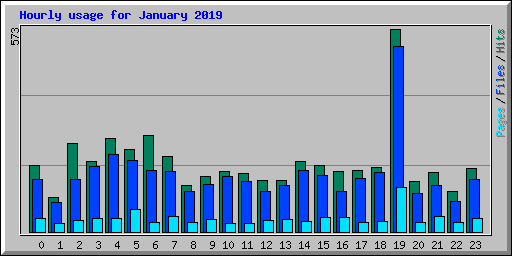 Hourly usage for January 2019
573
Pages/Files/Hits
0 1 2 3 4 5 6 7 8 9 10 11 12 13 14 15 16 17 18 19 20 21 22 23